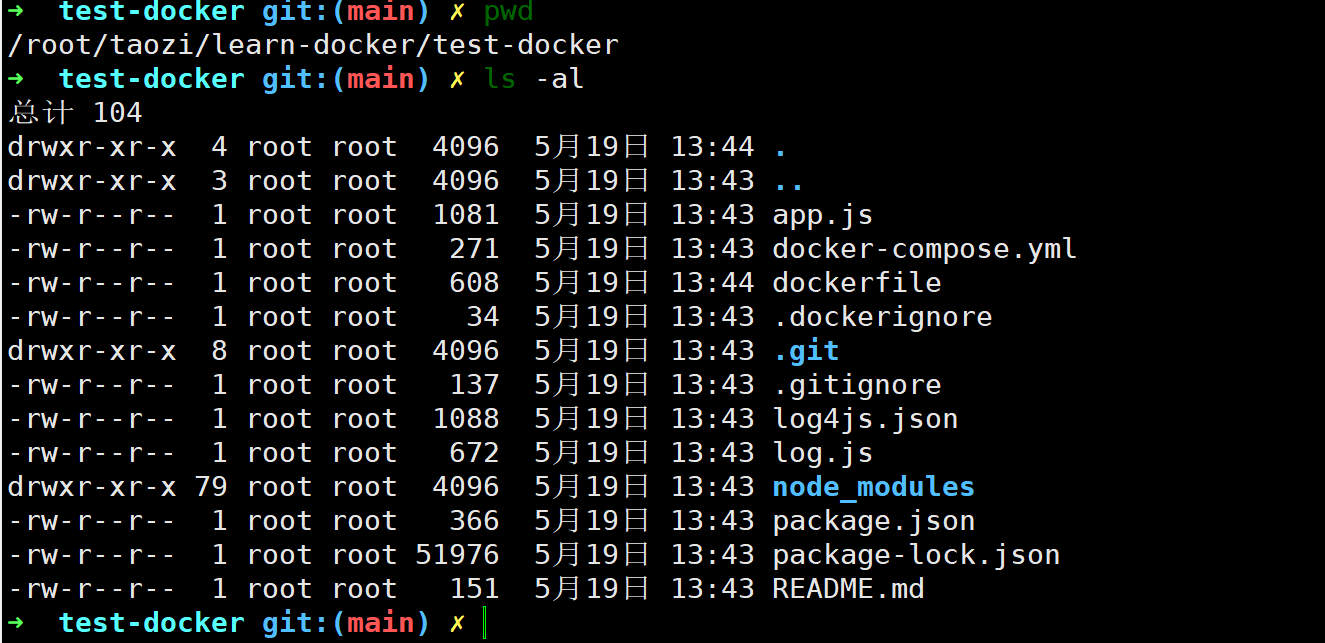 ➜  test-docker git:(main) ✗ pwd
/root/taozi/learn-docker/test-docker
➜  test-docker git:(main) ✗ ls -al
总计 104
drwxr-xr-x  4 root root  4096  5月19日 13:44 .
drwxr-xr-x  3 root root  4096  5月19日 13:43 ..
-rw-r--r--  1 root root  1081  5月19日 13:43 app.js
-rw-r--r--  1 root root   271  5月19日 13:43 docker-compose.yml
-rw-r--r--  1 root root   608  5月19日 13:44 dockerfile
-rw-r--r--  1 root root    34  5月19日 13:43 .dockerignore
drwxr-xr-x  8 root root  4096  5月19日 13:43 .git
-rw-r--r--  1 root root   137  5月19日 13:43 .gitignore
-rw-r--r--  1 root root  1088  5月19日 13:43 log4js.json
-rw-r--r--  1 root root   672  5月19日 13:43 log.js
drwxr-xr-x 79 root root  4096  5月19日 13:43 node_modules
-rw-r--r--  1 root root   366  5月19日 13:43 package.json
-rw-r--r--  1 root root 51976  5月19日 13:43 package-lock.json
-rw-r--r--  1 root root   151  5月19日 13:43 README.md
➜  test-docker git:(main) ✗